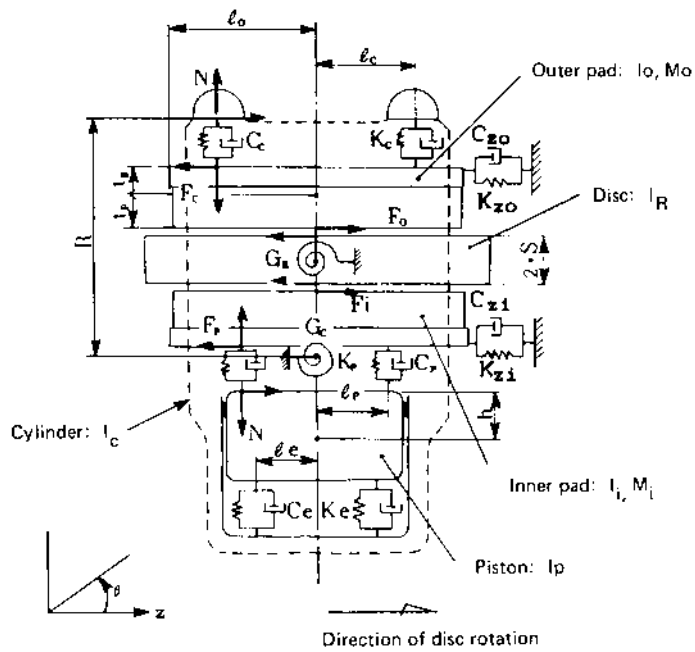 ℓo
ℓc
N
Outer pad: Io, Mo
Cc
Kc
Czo
Kzo
R
Fc
Fo
Disc: IR
2·S
Fi
Czi
Kzi
Fp
Gc
Kp
Cp
ℓp
h
N
Cylinder: Ic
ℓe
Ce
Ke
Inner pad: Ii, Mi
Piston: Ip
θ
z
Direction of disc rotation